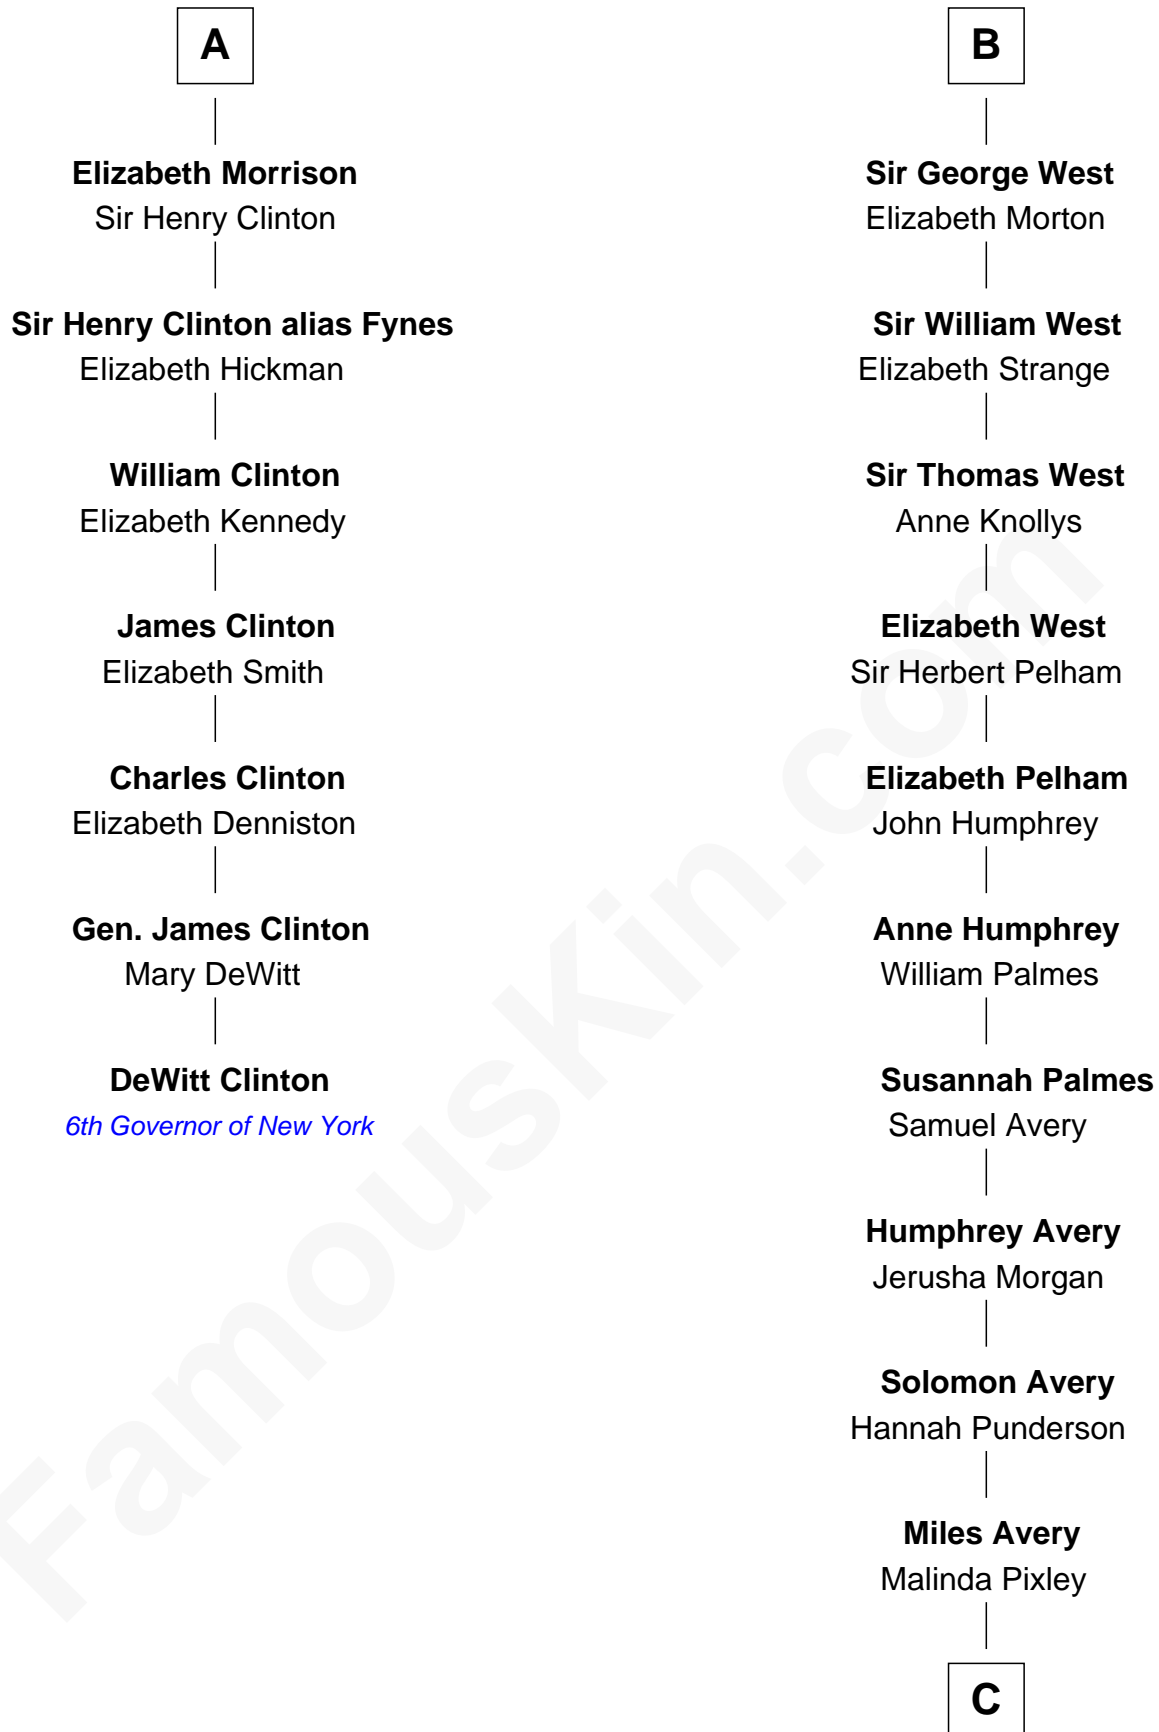 A
Elizabeth Morrison
Sir Henry Clinton
Sir Henry Clinton alias Fynes
Elizabeth Hickman
William Clinton
Elizabeth Kennedy
James Clinton
Elizabeth Smith
Charles Clinton
Elizabeth Denniston
Gen. James Clinton
Mary DeWitt
DeWitt Clinton
6th Governor of New York
B
Sir George West
Elizabeth Morton
Sir William West
Elizabeth Strange
Sir Thomas West
Anne Knollys
Elizabeth West
Sir Herbert Pelham
Elizabeth Pelham
John Humphrey
Anne Humphrey
William Palmes
Susannah Palmes
Samuel Avery
Humphrey Avery
Jerusha Morgan
Solomon Avery
Hannah Punderson
Miles Avery
Malinda Pixley
C
FamousKin.com